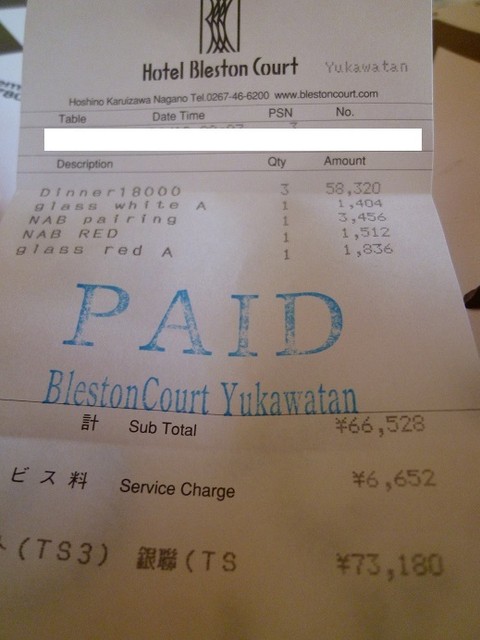 Hotel Bleston Court Yukawatan
Hoshino Karuizawa Nagano Tel.0267-46-6200 www.blestoncourt.com
Table Date Time PSN No.
Description Qty Amount
Dinner18000 3 58,320
glass white A 1 1,404
NAB pairing 1 3,456
NAB RED 1 1,512
glass red A 1 1,836
PAID
BlestonCourt Yukawatan
計 Sub Total ¥66,528
ビス料 Service Charge ¥6,652
(TS3) 銀聯(TS ¥73,180